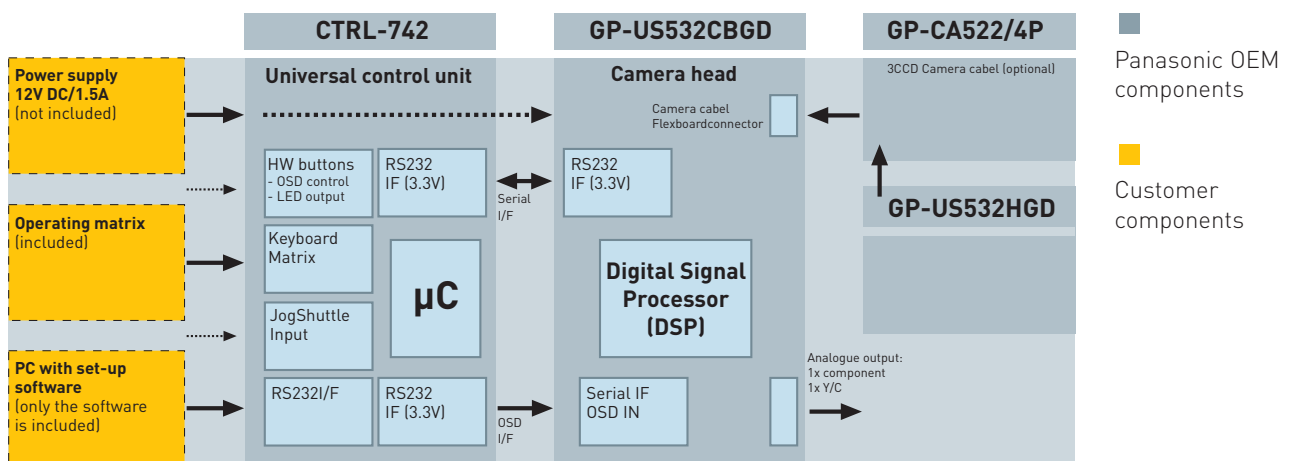 CTRL-742
GP-US532CBGD
GP-CA522/4P
Panasonic OEM
components
Customer
components
Power supply
12V DC/1.5A
(not included)
Operating matrix
(included)
PC with set-up
software
(only the software
is included)
Universal control unit
HW buttons
- OSD control
- LED output
RS232
IF (3.3V)
Keyboard
Matrix
µC
JogShuttle
Input
RS232I/F
RS232
IF (3.3V)
Serial
I/F
OSD
I/F
Camera head
Camera cabel
Flexboardconnector
RS232
IF (3.3V)
Digital Signal
Processor
(DSP)
Serial IF
OSD IN
Analogue output:
1x component
1x Y/C
3CCD Camera cabel (optional)
GP-US532HGD